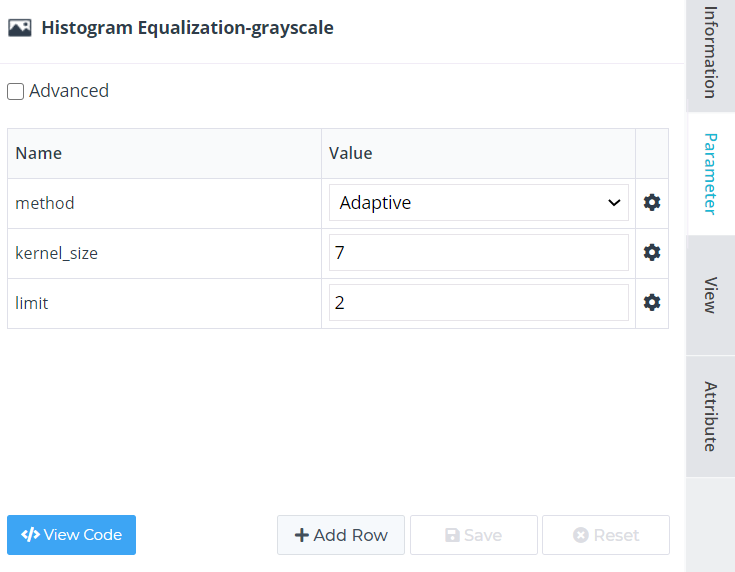 Histogram Equalization-grayscale
Advanced
Name Value
method Adaptive
kernel_size 7
limit 2
View Code Add Row Save Reset
Information
Parameter
View
Attribute